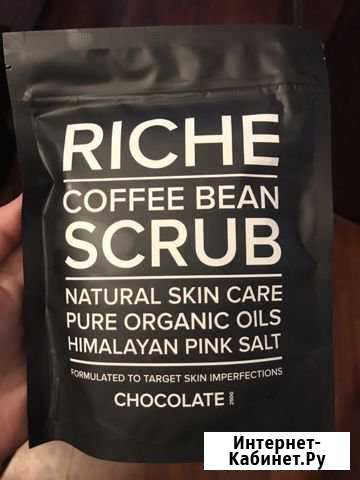 RICHE
COFFEE BEAN
SCRUB
NATURAL SKIN CARE
PURE ORGANIC OILS
HIMALAYAN PINK SALT
FORMULATED TO TARGET SKIN IMPERFECTIONS
CHOCOLATE 250G
Интернет-
Кабинет.Ру